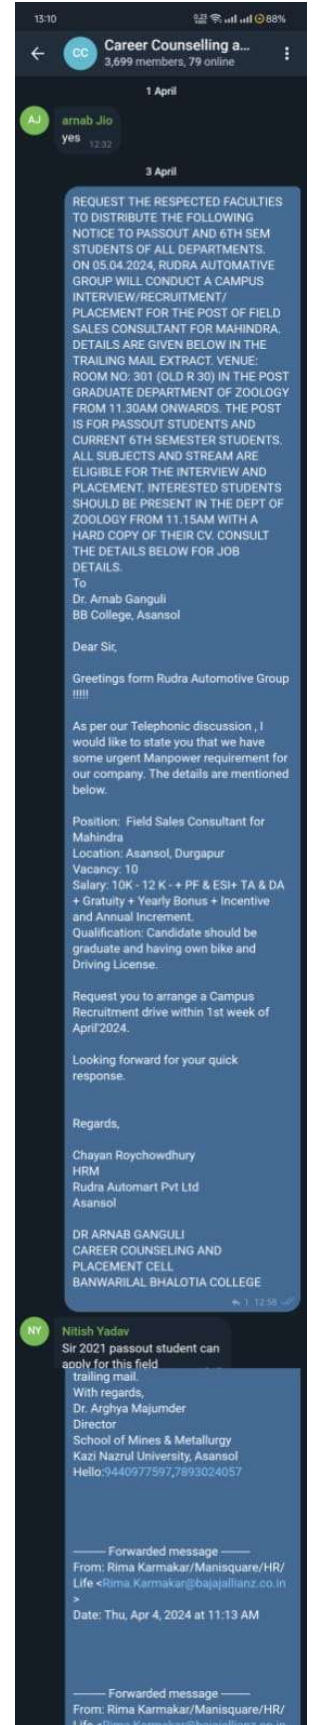 13:10
88%
CC
Career Counselling a...
3,699 members, 79 online
1 April
AJ
arnab Jio
yes 12:32
3 April
REQUEST THE RESPECTED FACULTIES
TO DISTRIBUTE THE FOLLOWING
NOTICE TO PASSOUT AND 6TH SEM
STUDENTS OF ALL DEPARTMENTS.
ON 05.04.2024, RUDRA AUTOMATIVE
GROUP WILL CONDUCT A CAMPUS
INTERVIEW/RECRUITMENT/
PLACEMENT FOR THE POST OF FIELD
SALES CONSULTANT FOR MAHINDRA.
DETAILS ARE GIVEN BELOW IN THE
TRAILING MAIL EXTRACT. VENUE:
ROOM NO: 301 (OLD R 30) IN THE POST
GRADUATE DEPARTMENT OF ZOOLOGY
FROM 11.30AM ONWARDS. THE POST
IS FOR PASSOUT STUDENTS AND
CURRENT 6TH SEMESTER STUDENTS.
ALL SUBJECTS AND STREAM ARE
ELIGIBLE FOR THE INTERVIEW AND
PLACEMENT. INTERESTED STUDENTS
SHOULD BE PRESENT IN THE DEPT OF
ZOOLOGY FROM 11.15AM WITH A
HARD COPY OF THEIR CV. CONSULT
THE DETAILS BELOW FOR JOB
DETAILS.
To
Dr. Arnab Ganguli
BB College, Asansol
Dear Sir,
Greetings form Rudra Automotive Group
!!!!!
As per our Telephonic discussion , I
would like to state you that we have
some urgent Manpower requirement for
our company. The details are mentioned
below.
Position: Field Sales Consultant for
Mahindra
Location: Asansol, Durgapur
Vacancy: 10
Salary: 10K - 12 K - + PF & ESI+ TA & DA
+ Gratuity + Yearly Bonus + Incentive
and Annual Increment.
Qualification: Candidate should be
graduate and having own bike and
Driving License.
Request you to arrange a Campus
Recruitment drive within 1st week of
April'2024.
Looking forward for your quick
response.
Regards,
Chayan Roychowdhury
HRM
Rudra Automart Pvt Ltd
Asansol
DR ARNAB GANGULI
CAREER COUNSELING AND
PLACEMENT CELL
BANWARILAL BHALOTIA COLLEGE
1 12:58
NY
Nitish Yadav
Sir 2021 passout student can
apply for this field
trailing mail.
With regards,
Dr. Arghya Majumder
Director
School of Mines & Metallurgy
Kazi Nazrul University, Asansol
Hello:9440977597,7893024057
-------- Forwarded message --------
From: Rima Karmakar/Manisquare/HR/
Life <Rima.Karmakar@bajajallianz.co.in
>
Date: Thu, Apr 4, 2024 at 11:13 AM
-------- Forwarded message --------
From: Rima Karmakar/Manisquare/HR/